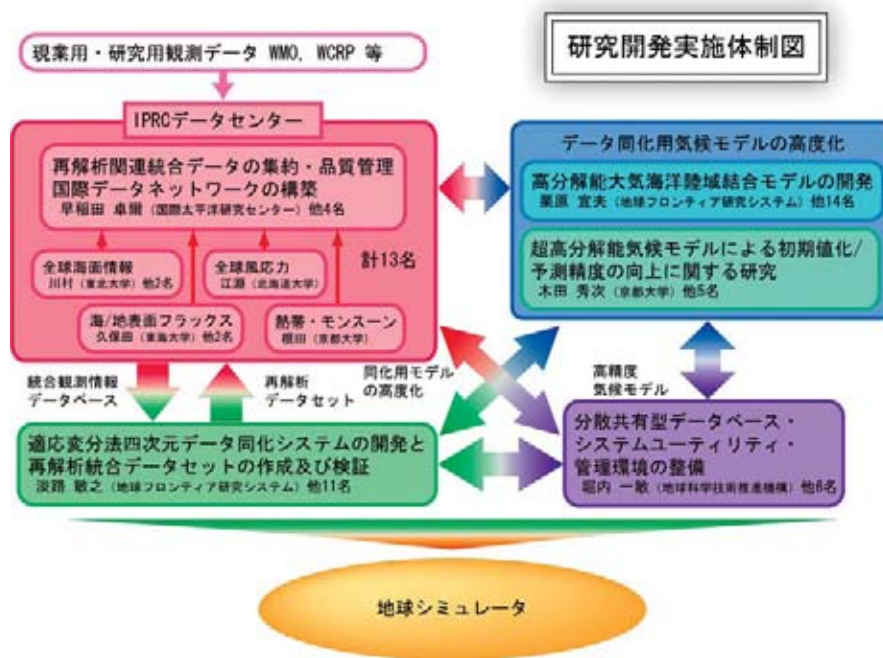 研究開発実施体制図
現業用・研究用観測データ WMO, WCRP 等
IPRCデータセンター
再解析関連統合データの集約・品質管理
国際データネットワークの構築
早稲田 卓爾(国際太平洋研究センター)他4名
計13名
全球海面情報
川村(東北大学)他2名
全球風応力
江淵(北海道大学)
海/地表面フラックス
久保田(東海大学)他2名
熱帯・モンスーン
根田(京都大学)
データ同化用気候モデルの高度化
高分解能大気海洋陸域結合モデルの開発
栗原 宜夫(地球フロンティア研究システム)他14名
超高分解能気候モデルによる初期値化/
予測精度の向上に関する研究
木田 秀次(京都大学)他5名
統合観測情報
データベース
再解析
データセット
同化用モデル
の高度化
高精度
気候モデル
適応変分法四次元データ同化システムの開発と
再解析統合データセットの作成及び検証
淡路 敏之(地球フロンティア研究システム)他11名
分散共有型データベース・
システムユーティリティ・
管理環境の整備
堀内 一敏(地球科学技術推進機構)他6名
地球シミュレータ